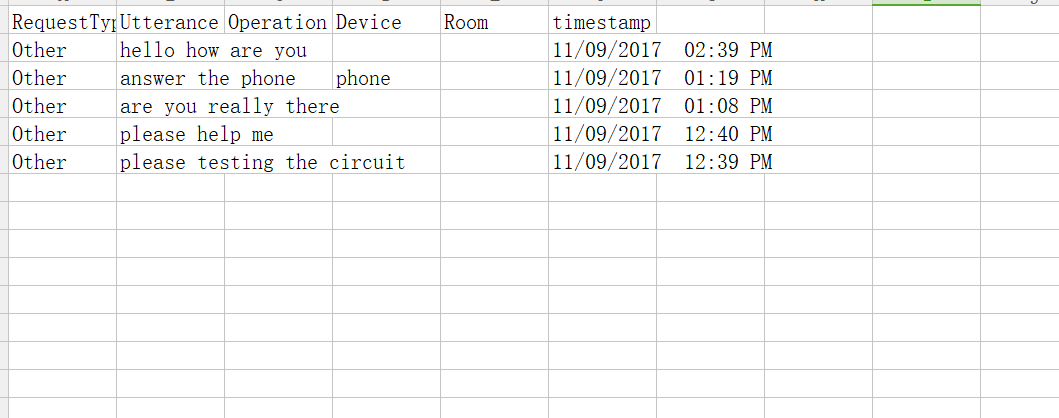 RequestTyp Utterance Operation Device Room timestamp
Other hello how are you 11/09/2017 02:39 PM
Other answer the phone phone 11/09/2017 01:19 PM
Other are you really there 11/09/2017 01:08 PM
Other please help me 11/09/2017 12:40 PM
Other please testing the circuit 11/09/2017 12:39 PM